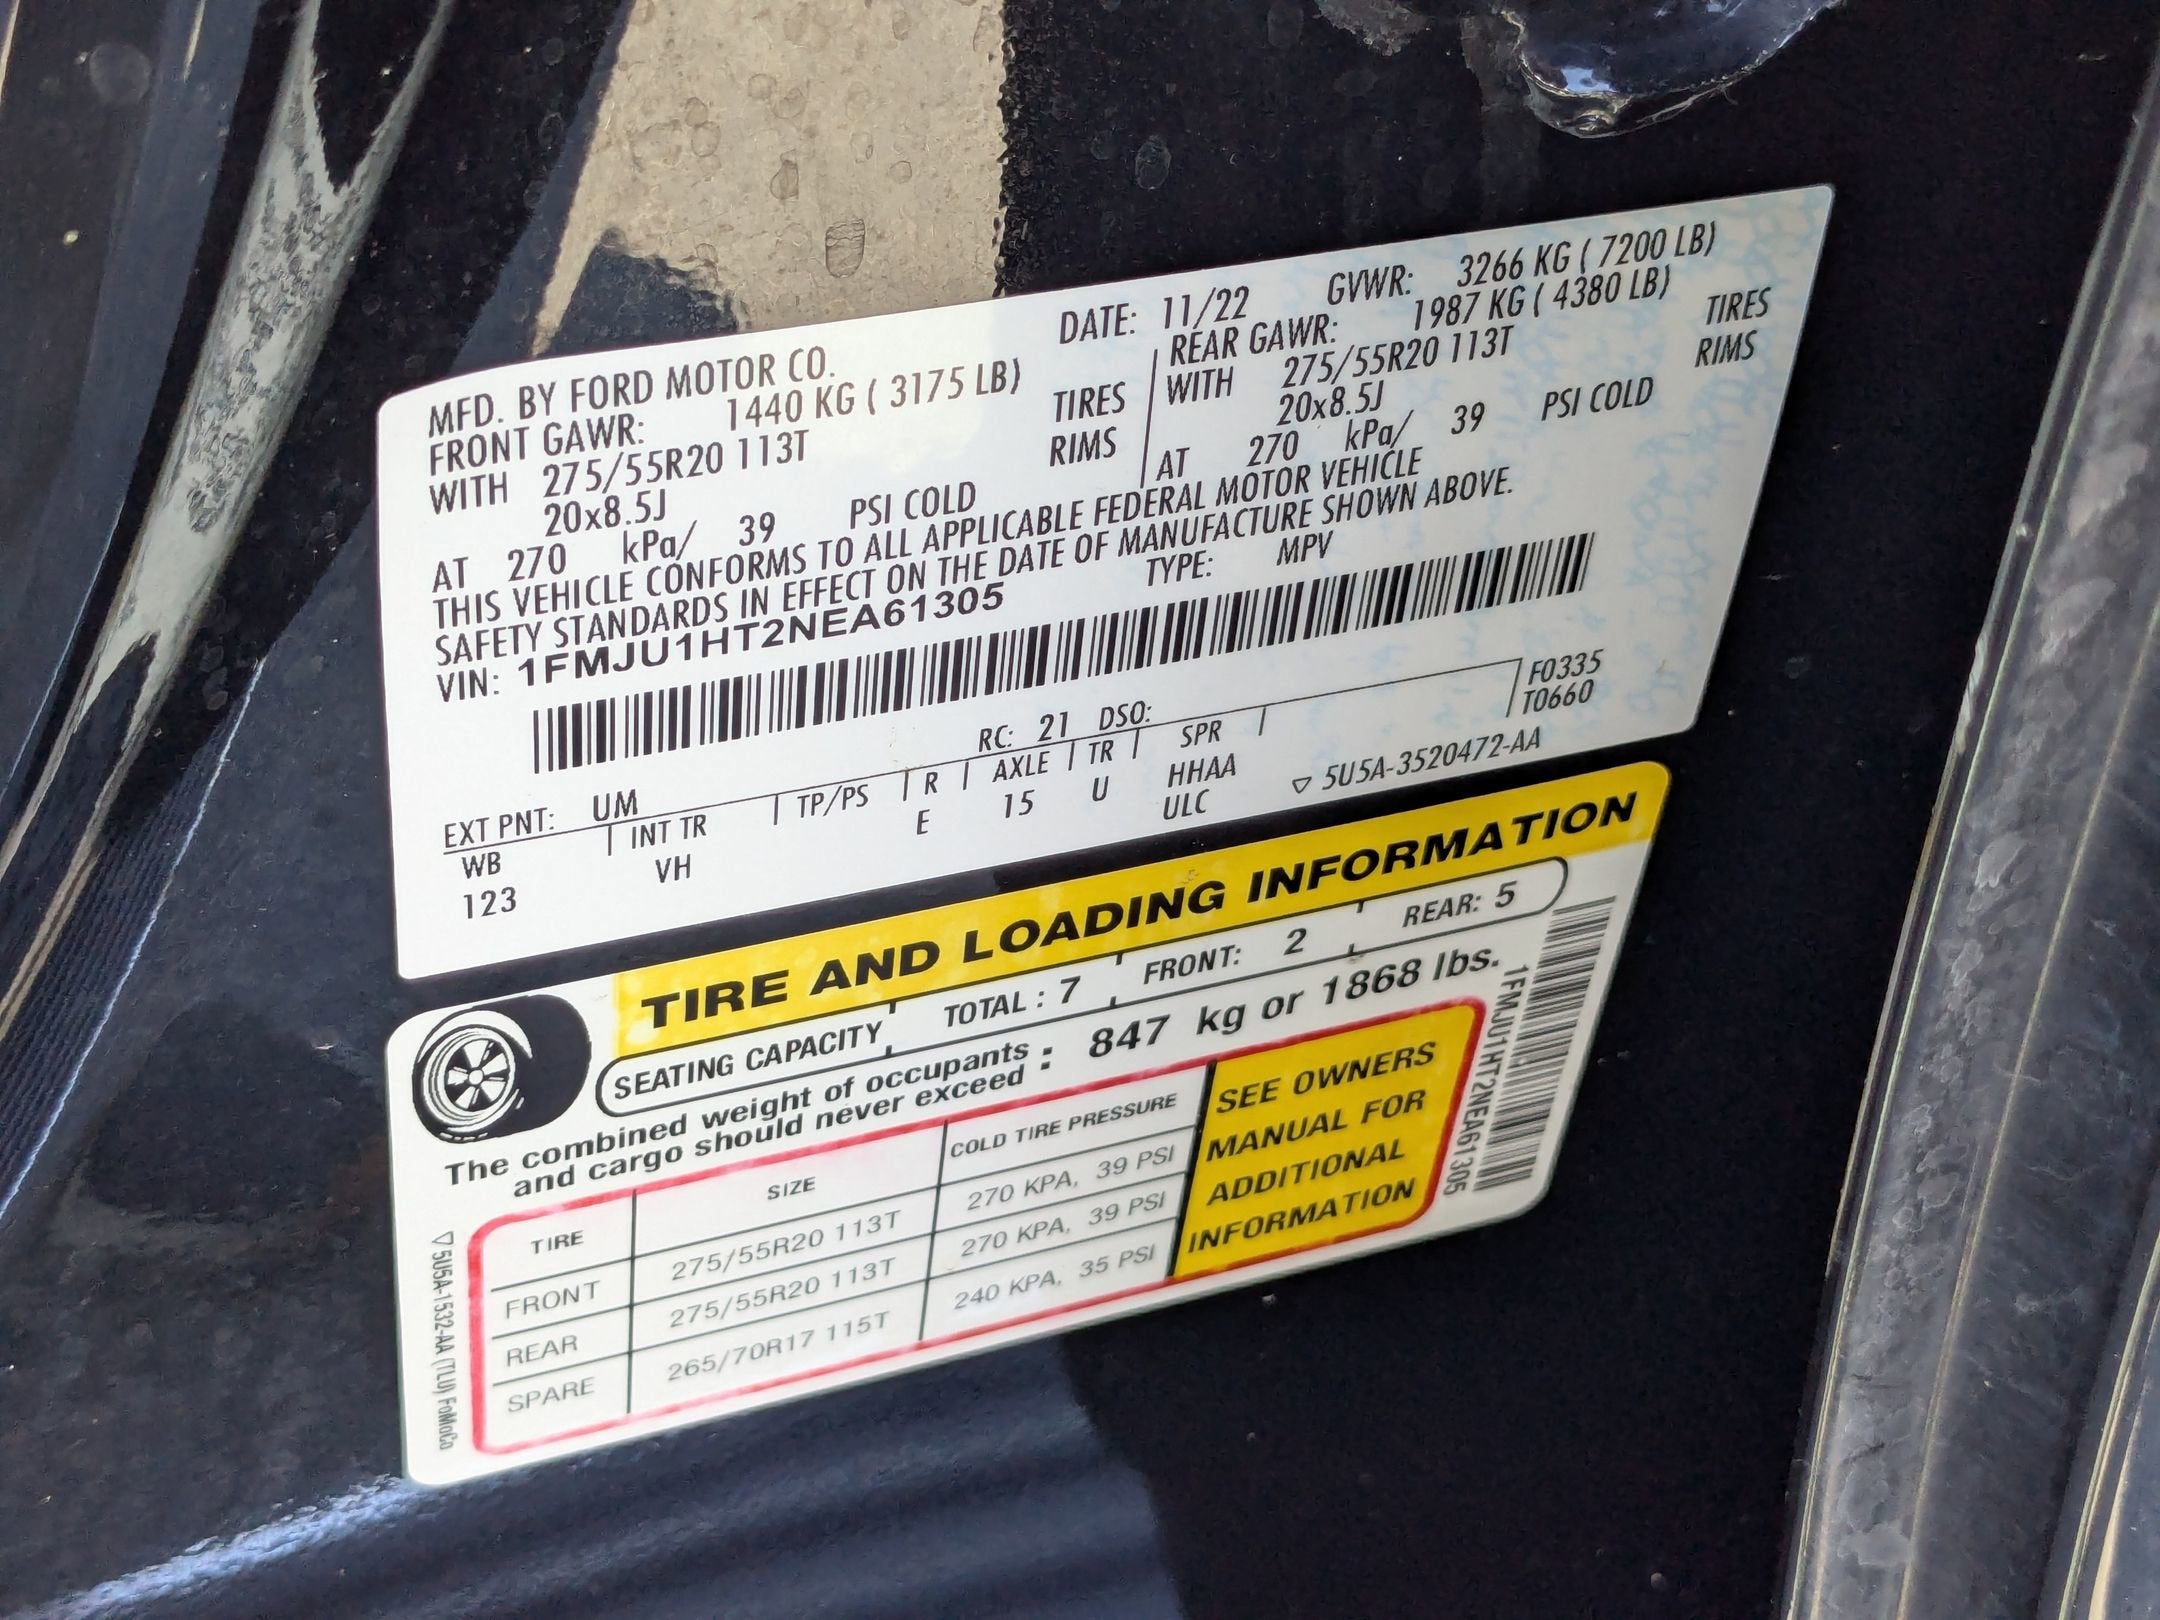 MFD. BY FORD MOTOR CO.
DATE: 11/22 GVWR: 3266 KG ( 7200 LB)
FRONT GAWR: 1440 KG ( 3175 LB) REAR GAWR: 1987 KG ( 4380 LB)
WITH 275/55R20 113T TIRES WITH 275/55R20 113T TIRES
20x8.5J RIMS 20x8.5J RIMS
AT 270 kPa/ 39 PSI COLD AT 270 kPa/ 39 PSI COLD
THIS VEHICLE CONFORMS TO ALL APPLICABLE FEDERAL MOTOR VEHICLE
SAFETY STANDARDS IN EFFECT ON THE DATE OF MANUFACTURE SHOWN ABOVE.
VIN: 1FMJU1HT2NEA61305 TYPE: MPV
F0335
T0660
EXT PNT: UM RC: 21 DSO:
WB INT TR TP/PS R AXLE TR SPR
123 VH E 15 U HHAA
ULC
5U5A-3520472-AA
TIRE AND LOADING INFORMATION
SEATING CAPACITY TOTAL : 7 FRONT: 2 REAR: 5
The combined weight of occupants
and cargo should never exceed : 847 kg or 1868 lbs.
TIRE SIZE COLD TIRE PRESSURE
FRONT 275/55R20 113T 270 KPA, 39 PSI
REAR 275/55R20 113T 270 KPA, 39 PSI
SPARE 265/70R17 115T 240 KPA, 35 PSI
SEE OWNERS
MANUAL FOR
ADDITIONAL
INFORMATION
1FMJU1HT2NEA61305
5U5A-1532-AA (TLU) FoMoCo